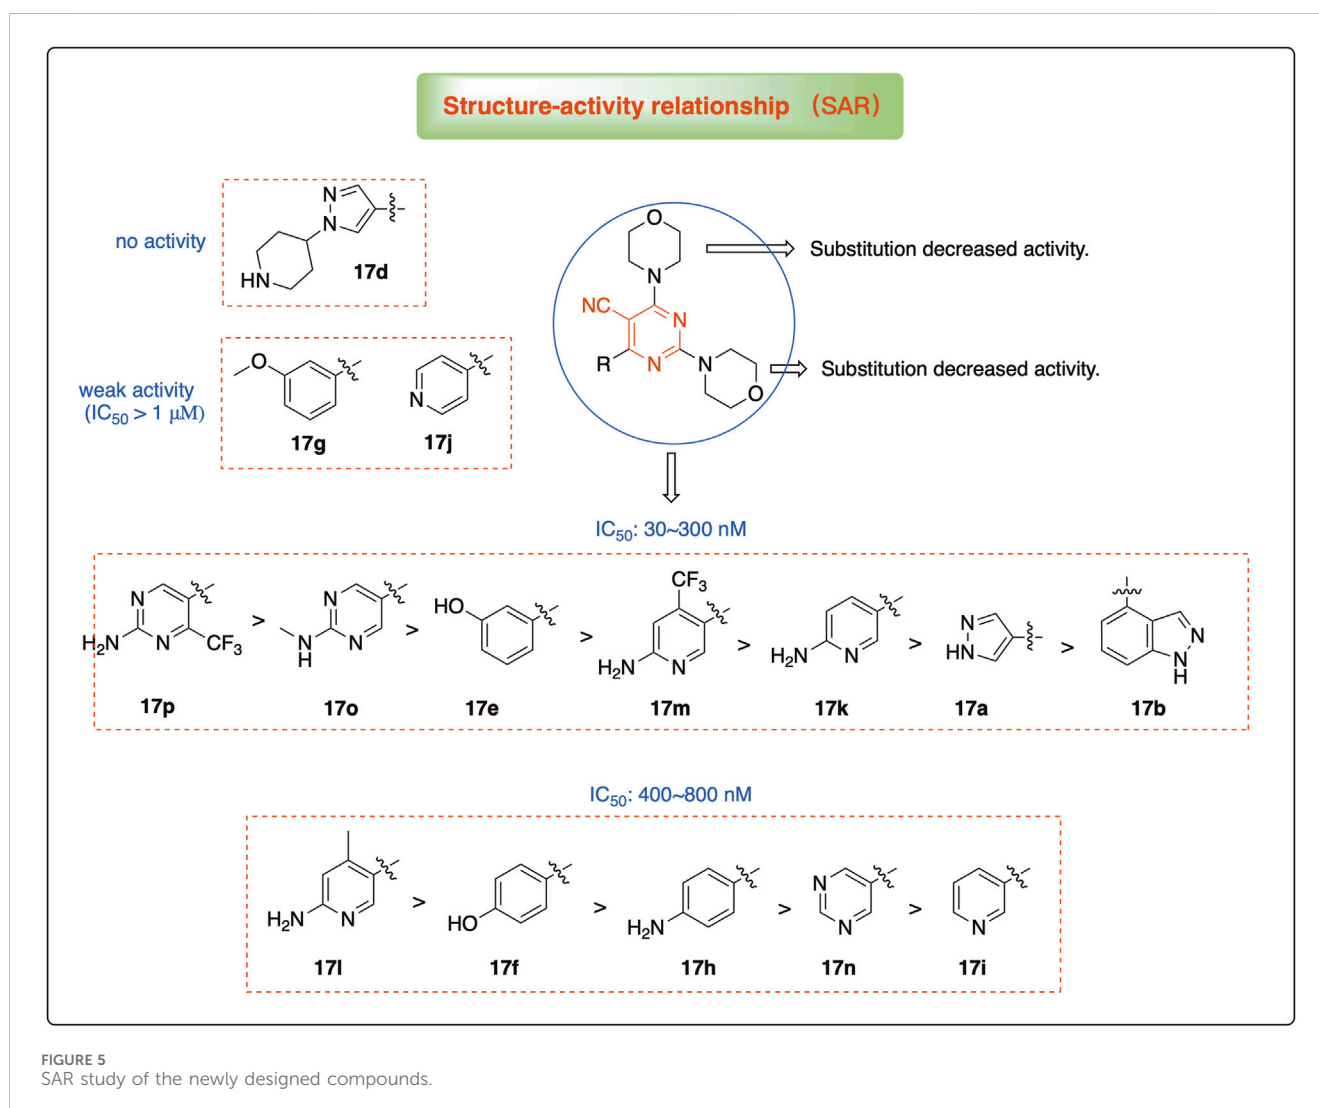 Structure-activity relationship (SAR)
no activity
N
N
HN
17d
O
N
NC
N
N
R
N
O
Substitution decreased activity.
Substitution decreased activity.
weak activity
(IC50 > 1 μM)
O
17g
N
17j
IC50: 30~300 nM
N
H2N
N
CF3
17p
>
N
N
H
N
17o
>
HO
17e
>
CF3
H2N
N
17m
>
H2N
N
17k
>
N
HN
17a
>
N
N
H
17b
IC50: 400~800 nM
H2N
N
17l
>
HO
17f
>
H2N
17h
>
N
N
17n
>
N
17i
FIGURE 5
SAR study of the newly designed compounds.